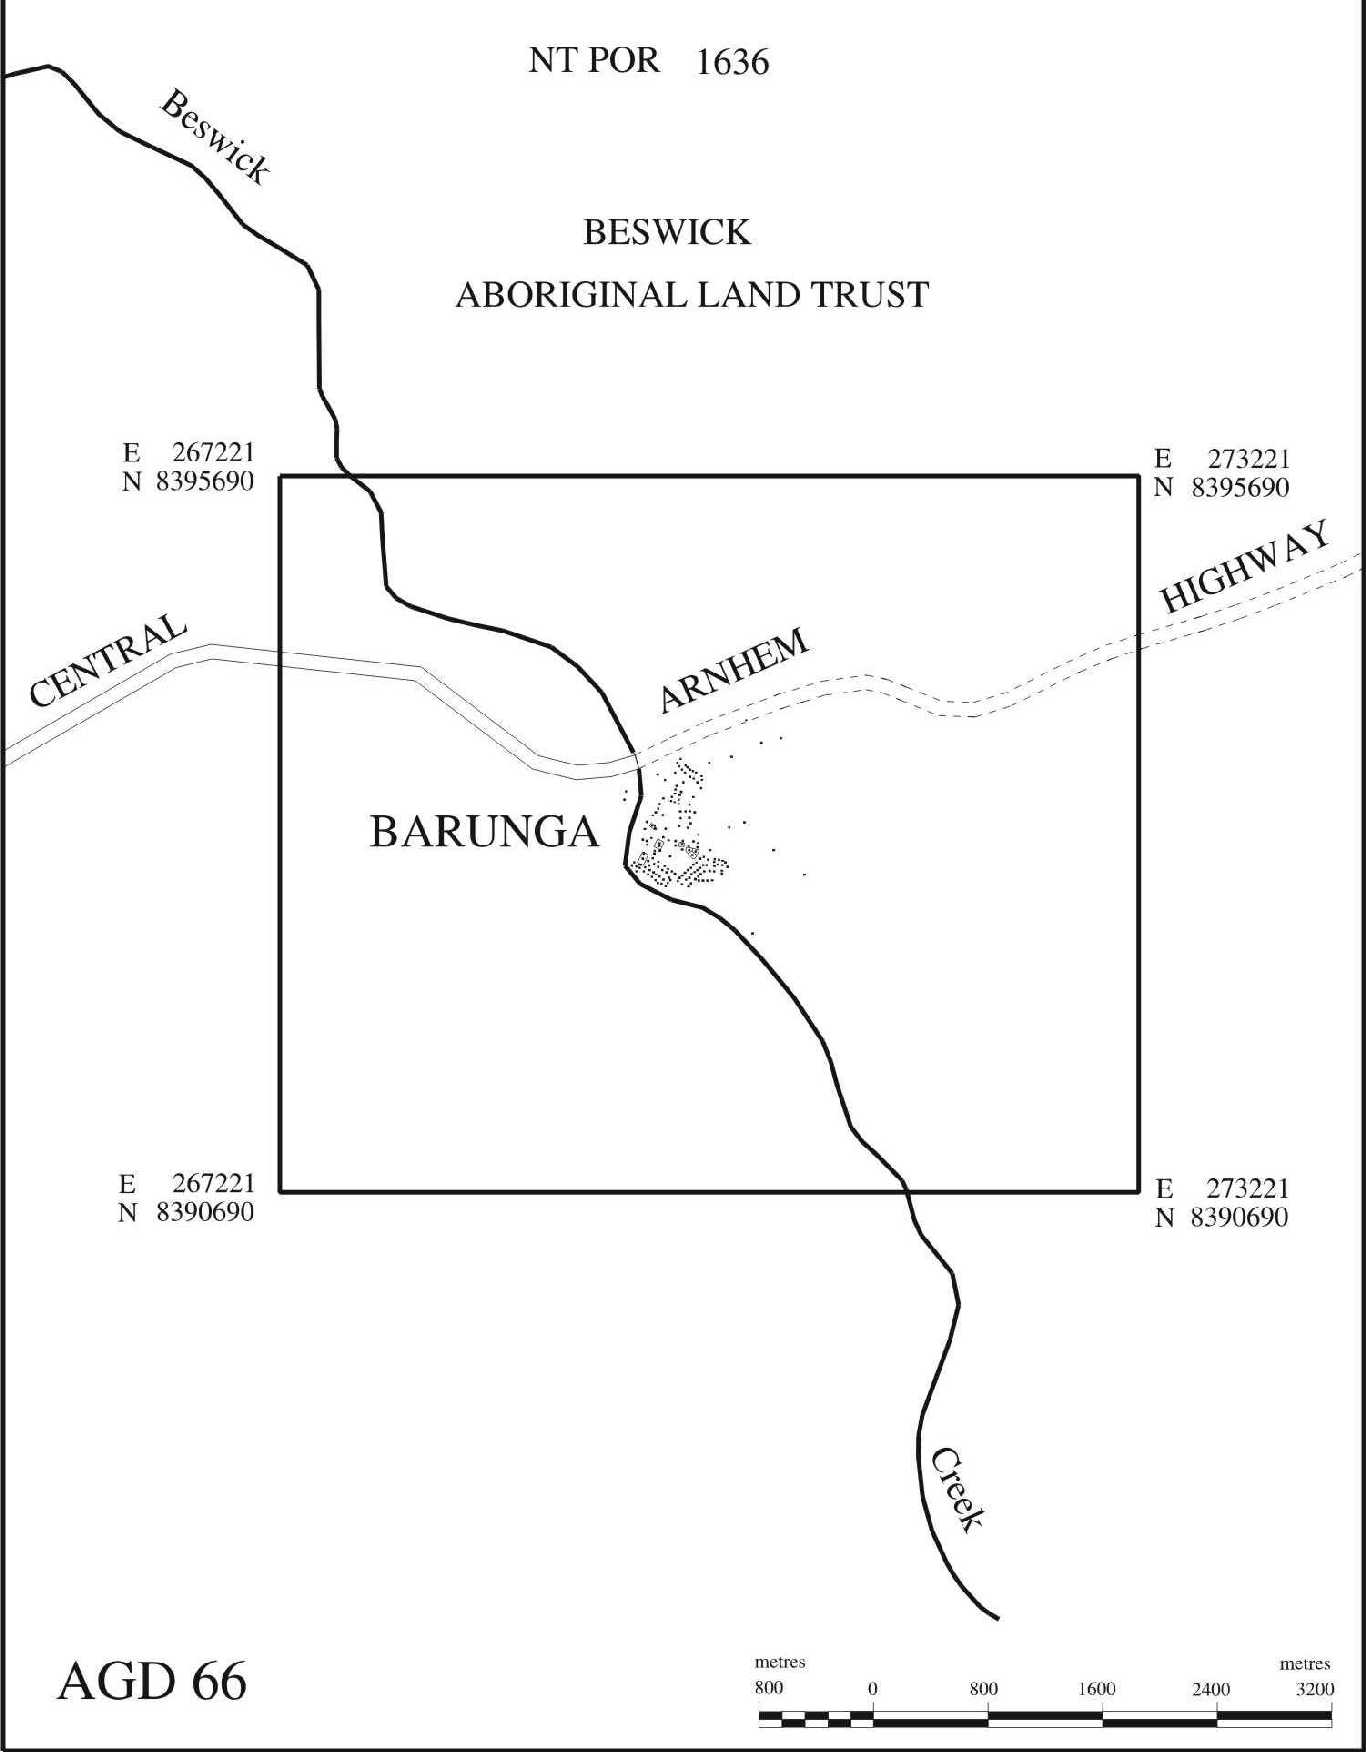 NT POR 1636
Beswick
BESWICK
ABORIGINAL LAND TRUST
E 267221
N 8395690
E 273221
N 8395690
CENTRAL
ARNHEM
HIGHWAY
BARUNGA
E 267221
N 8390690
E 273221
N 8390690
Creek
AGD 66
metres metres
800 0 800 1600 2400 3200